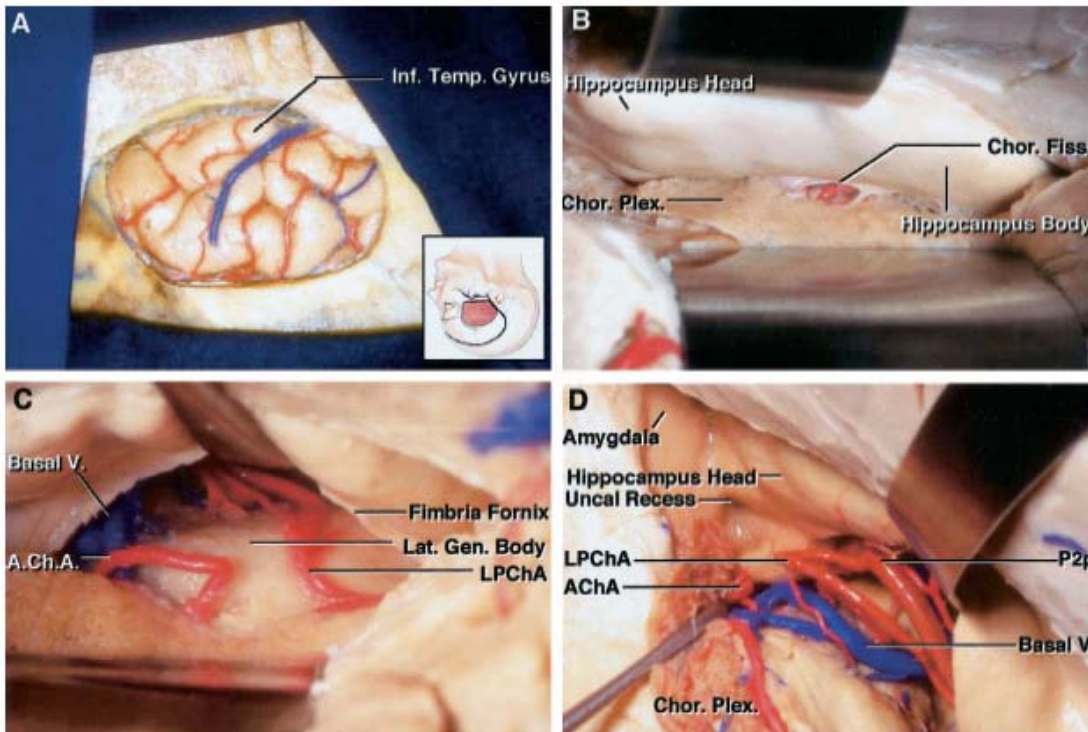 A
Inf. Temp. Gyrus
B
Hippocampus Head
Chor. Fiss
Chor. Plex.
Hippocampus Body
C
Basal V.
Fimbria Fornix
Lat. Gen. Body
A.Ch.A.
LPChA
D
Amygdala
Hippocampus Head
Uncal Recess
LPChA
P2p
AChA
Basal V
Chor. Plex.